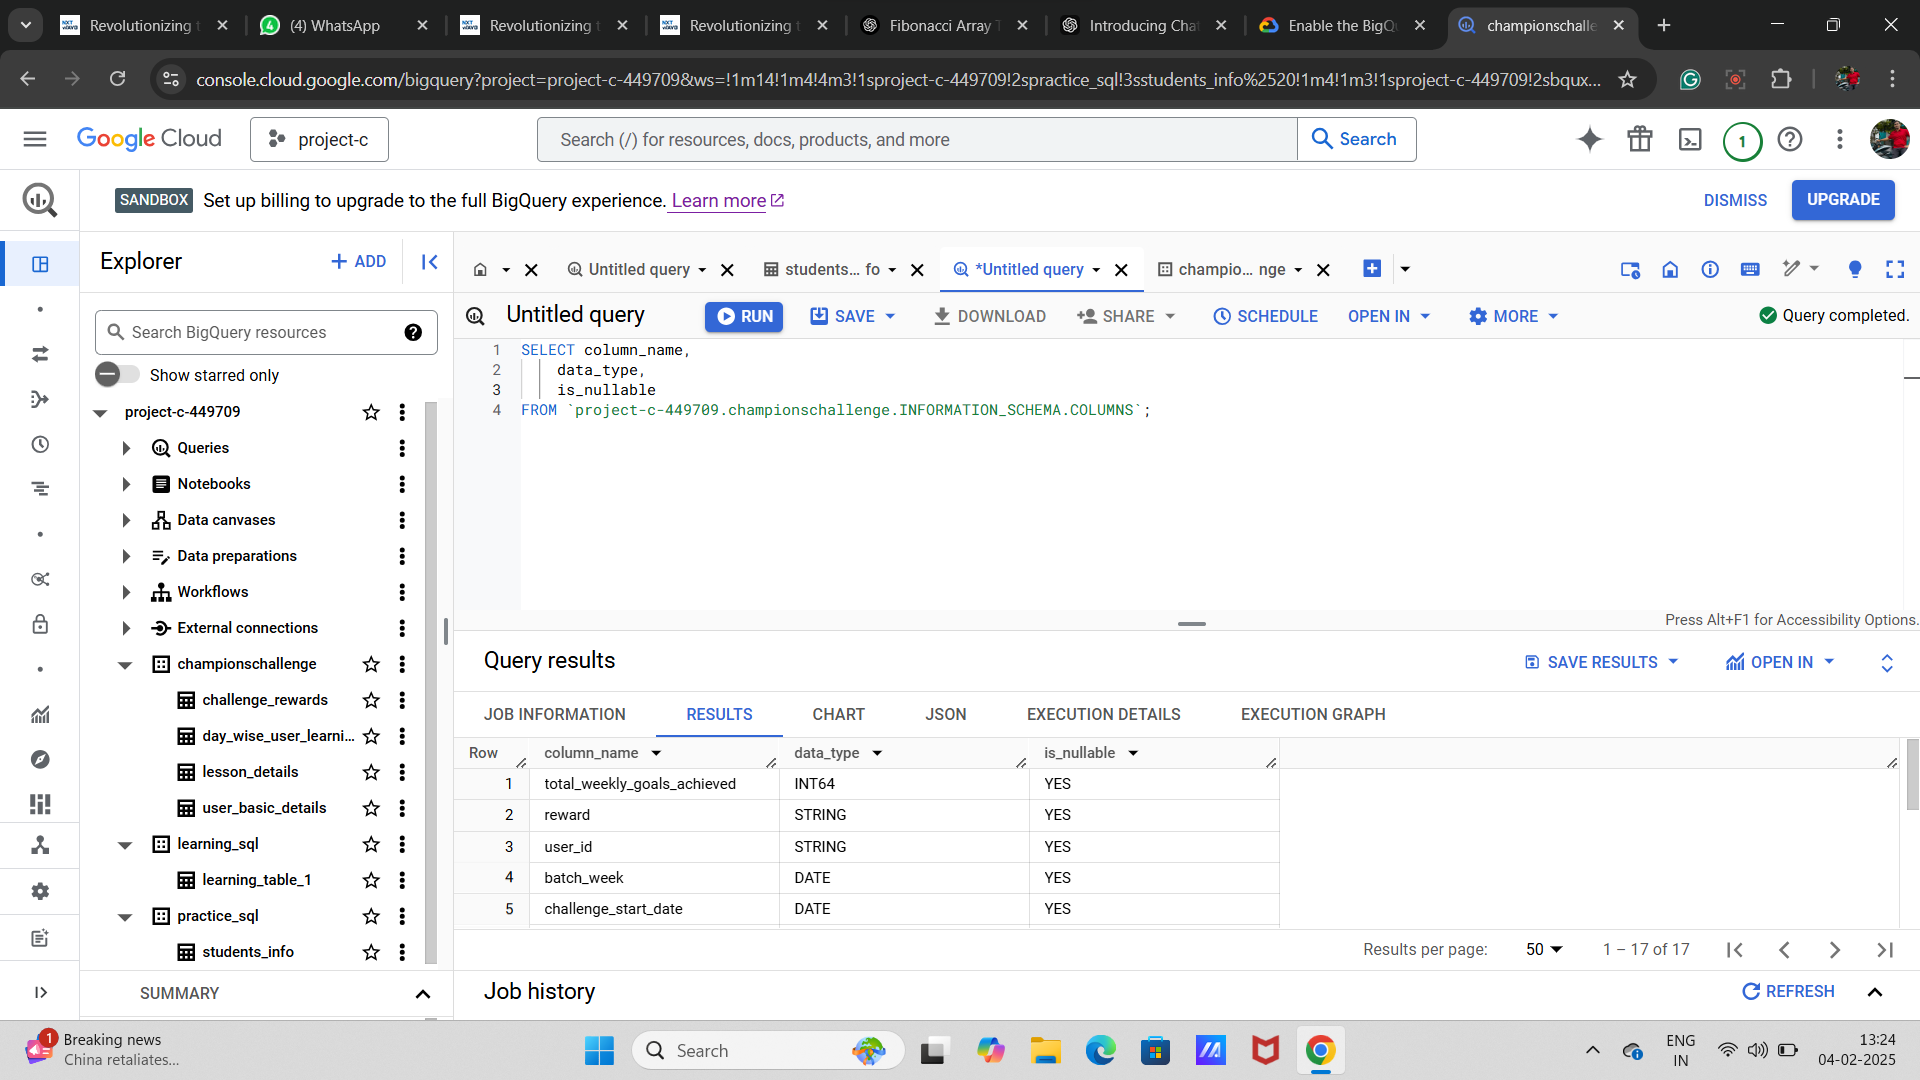 Revolutionizing t
(4) WhatsApp
Revolutionizing t
Revolutionizing t
Fibonacci Array T
Introducing Chat
Enable the BigQu
championschalle
console.cloud.google.com/bigquery?project=project-c-449709&ws=!1m14!1m4!4m3!1sproject-c-449709!2spractice_sql!3sstudents_info%2520!1m4!1m3!1sproject-c-449709!2sbqux...
Google Cloud
project-c
Search (/) for resources, docs, products, and more
Search
1
SANDBOX Set up billing to upgrade to the full BigQuery experience. Learn more
DISMISS
UPGRADE
Explorer
+ ADD
Untitled query
students... fo
*Untitled query
champio... nge
Untitled query
RUN
SAVE
DOWNLOAD
SHARE
SCHEDULE
OPEN IN
MORE
Query completed.
Search BigQuery resources
Show starred only
project-c-449709
Queries
Notebooks
Data canvases
Data preparations
Workflows
External connections
championschallenge
challenge_rewards
day_wise_user_learni...
lesson_details
user_basic_details
learning_sql
learning_table_1
practice_sql
students_info
SUMMARY
1 SELECT column_name,
2 data_type,
3 is_nullable
4 FROM `project-c-449709.championschallenge.INFORMATION_SCHEMA.COLUMNS`;
Press Alt+F1 for Accessibility Options.
Query results
SAVE RESULTS
OPEN IN
JOB INFORMATION
RESULTS
CHART
JSON
EXECUTION DETAILS
EXECUTION GRAPH
Row column_name data_type is_nullable
1 total_weekly_goals_achieved INT64 YES
2 reward STRING YES
3 user_id STRING YES
4 batch_week DATE YES
5 challenge_start_date DATE YES
Results per page: 50 1 – 17 of 17
Job history
REFRESH
1
Breaking news
China retaliates...
Search
ENG
IN
13:24
04-02-2025